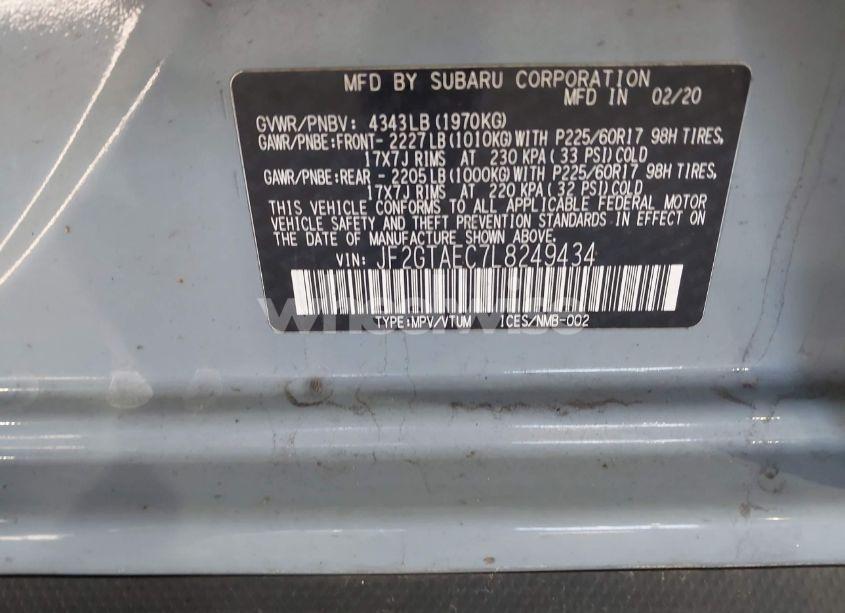 MFD BY SUBARU CORPORATION
MFD IN 02/20
GVWR/PNBV: 4343LB (1970KG)
GAWR/PNBE:FRONT- 2227LB (1010KG) WITH P225/60R17 98H TIRES,
17X7J RIMS AT 230 KPA (33 PSI) COLD
GAWR/PNBE:REAR - 2205LB (1000KG) WITH P225/60R17 98H TIRES,
17X7J RIMS AT 220 KPA (32 PSI) COLD
THIS VEHICLE CONFORMS TO ALL APPLICABLE FEDERAL MOTOR
VEHICLE SAFETY AND THEFT PREVENTION STANDARDS IN EFFECT ON
THE DATE OF MANUFACTURE SHOWN ABOVE.
VIN: JF2GTAEC7L8249434
wheelwise
TYPE:MPV/VTUM ICES/NMB-002